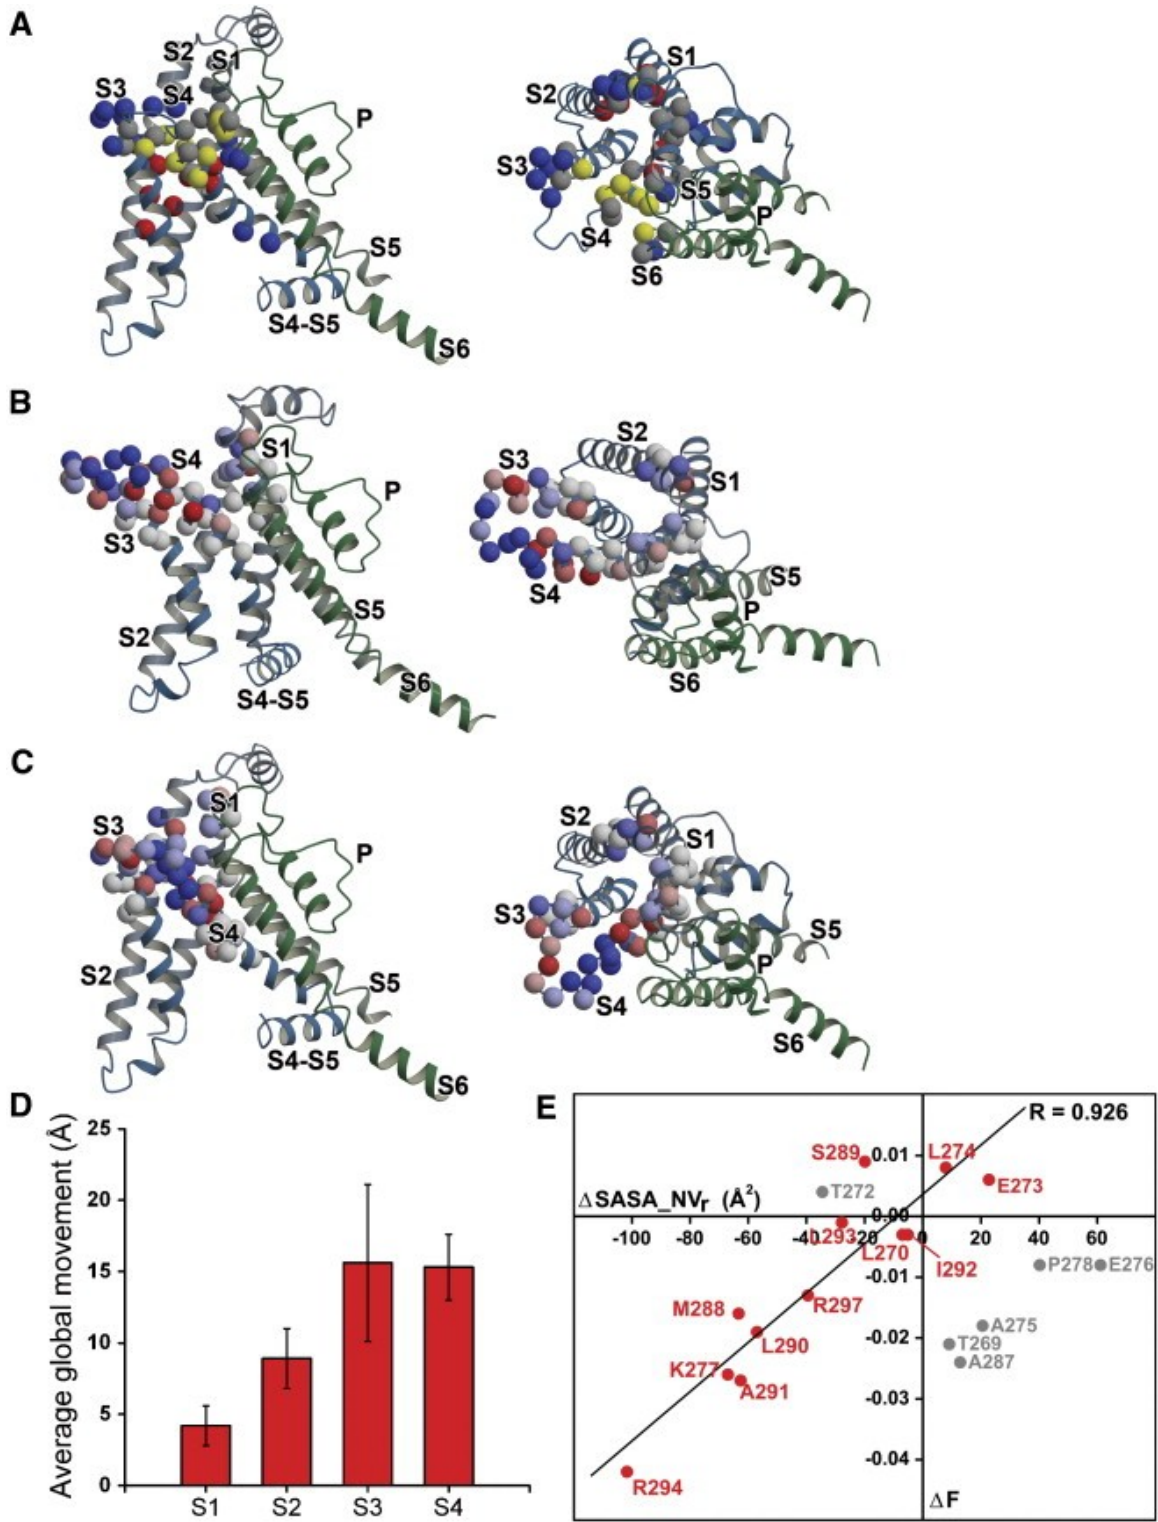 A
S2
S1
S3
S4
P
S5
S4-S5
S6
S1
S2
S3
S5
P
S4
S6
B
S4
S1
P
S3
S5
S2
S6
S4-S5
S2
S3
S1
S5
S4
P
S6
C
S1
S3
P
S4
S2
S5
S4-S5
S6
S2
S1
S3
S5
P
S4
S6
D
Average global movement (Å)
25
20
15
10
5
0
S1 S2 S3 S4
E
R = 0.926
S289 0.01 L274
T272 E273
ΔSASA_NVr (Å²)
0.00
-100 -80 -60 -40 -20 0 20 40 60
L293
L270 I292
P278 E276
-0.01
M288 R297
A275
L290 -0.02 T269
K277 A287
A291
-0.03
-0.04
R294
ΔF